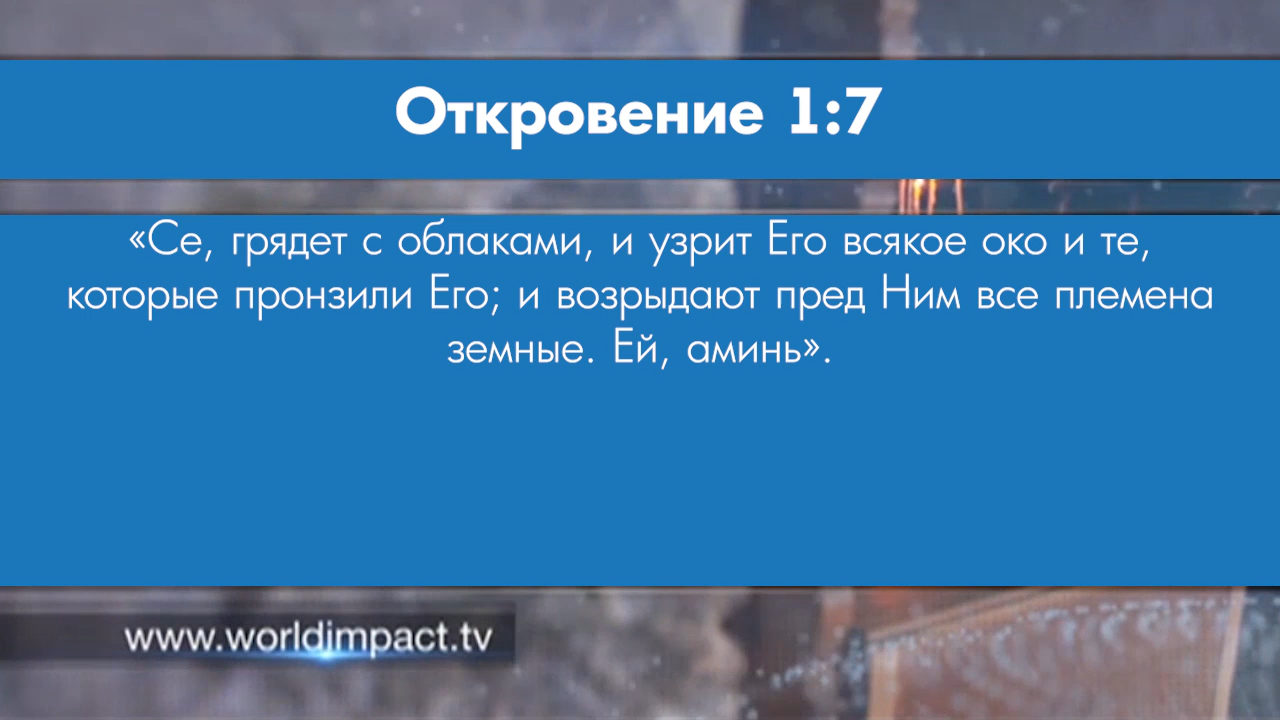 Откровение 1:7
«Се, грядет с облаками, и узрит Его всякое око и те,
которые пронзили Его; и возрыдают пред Ним все племена
земные. Ей, аминь».
www.worldimpact.tv